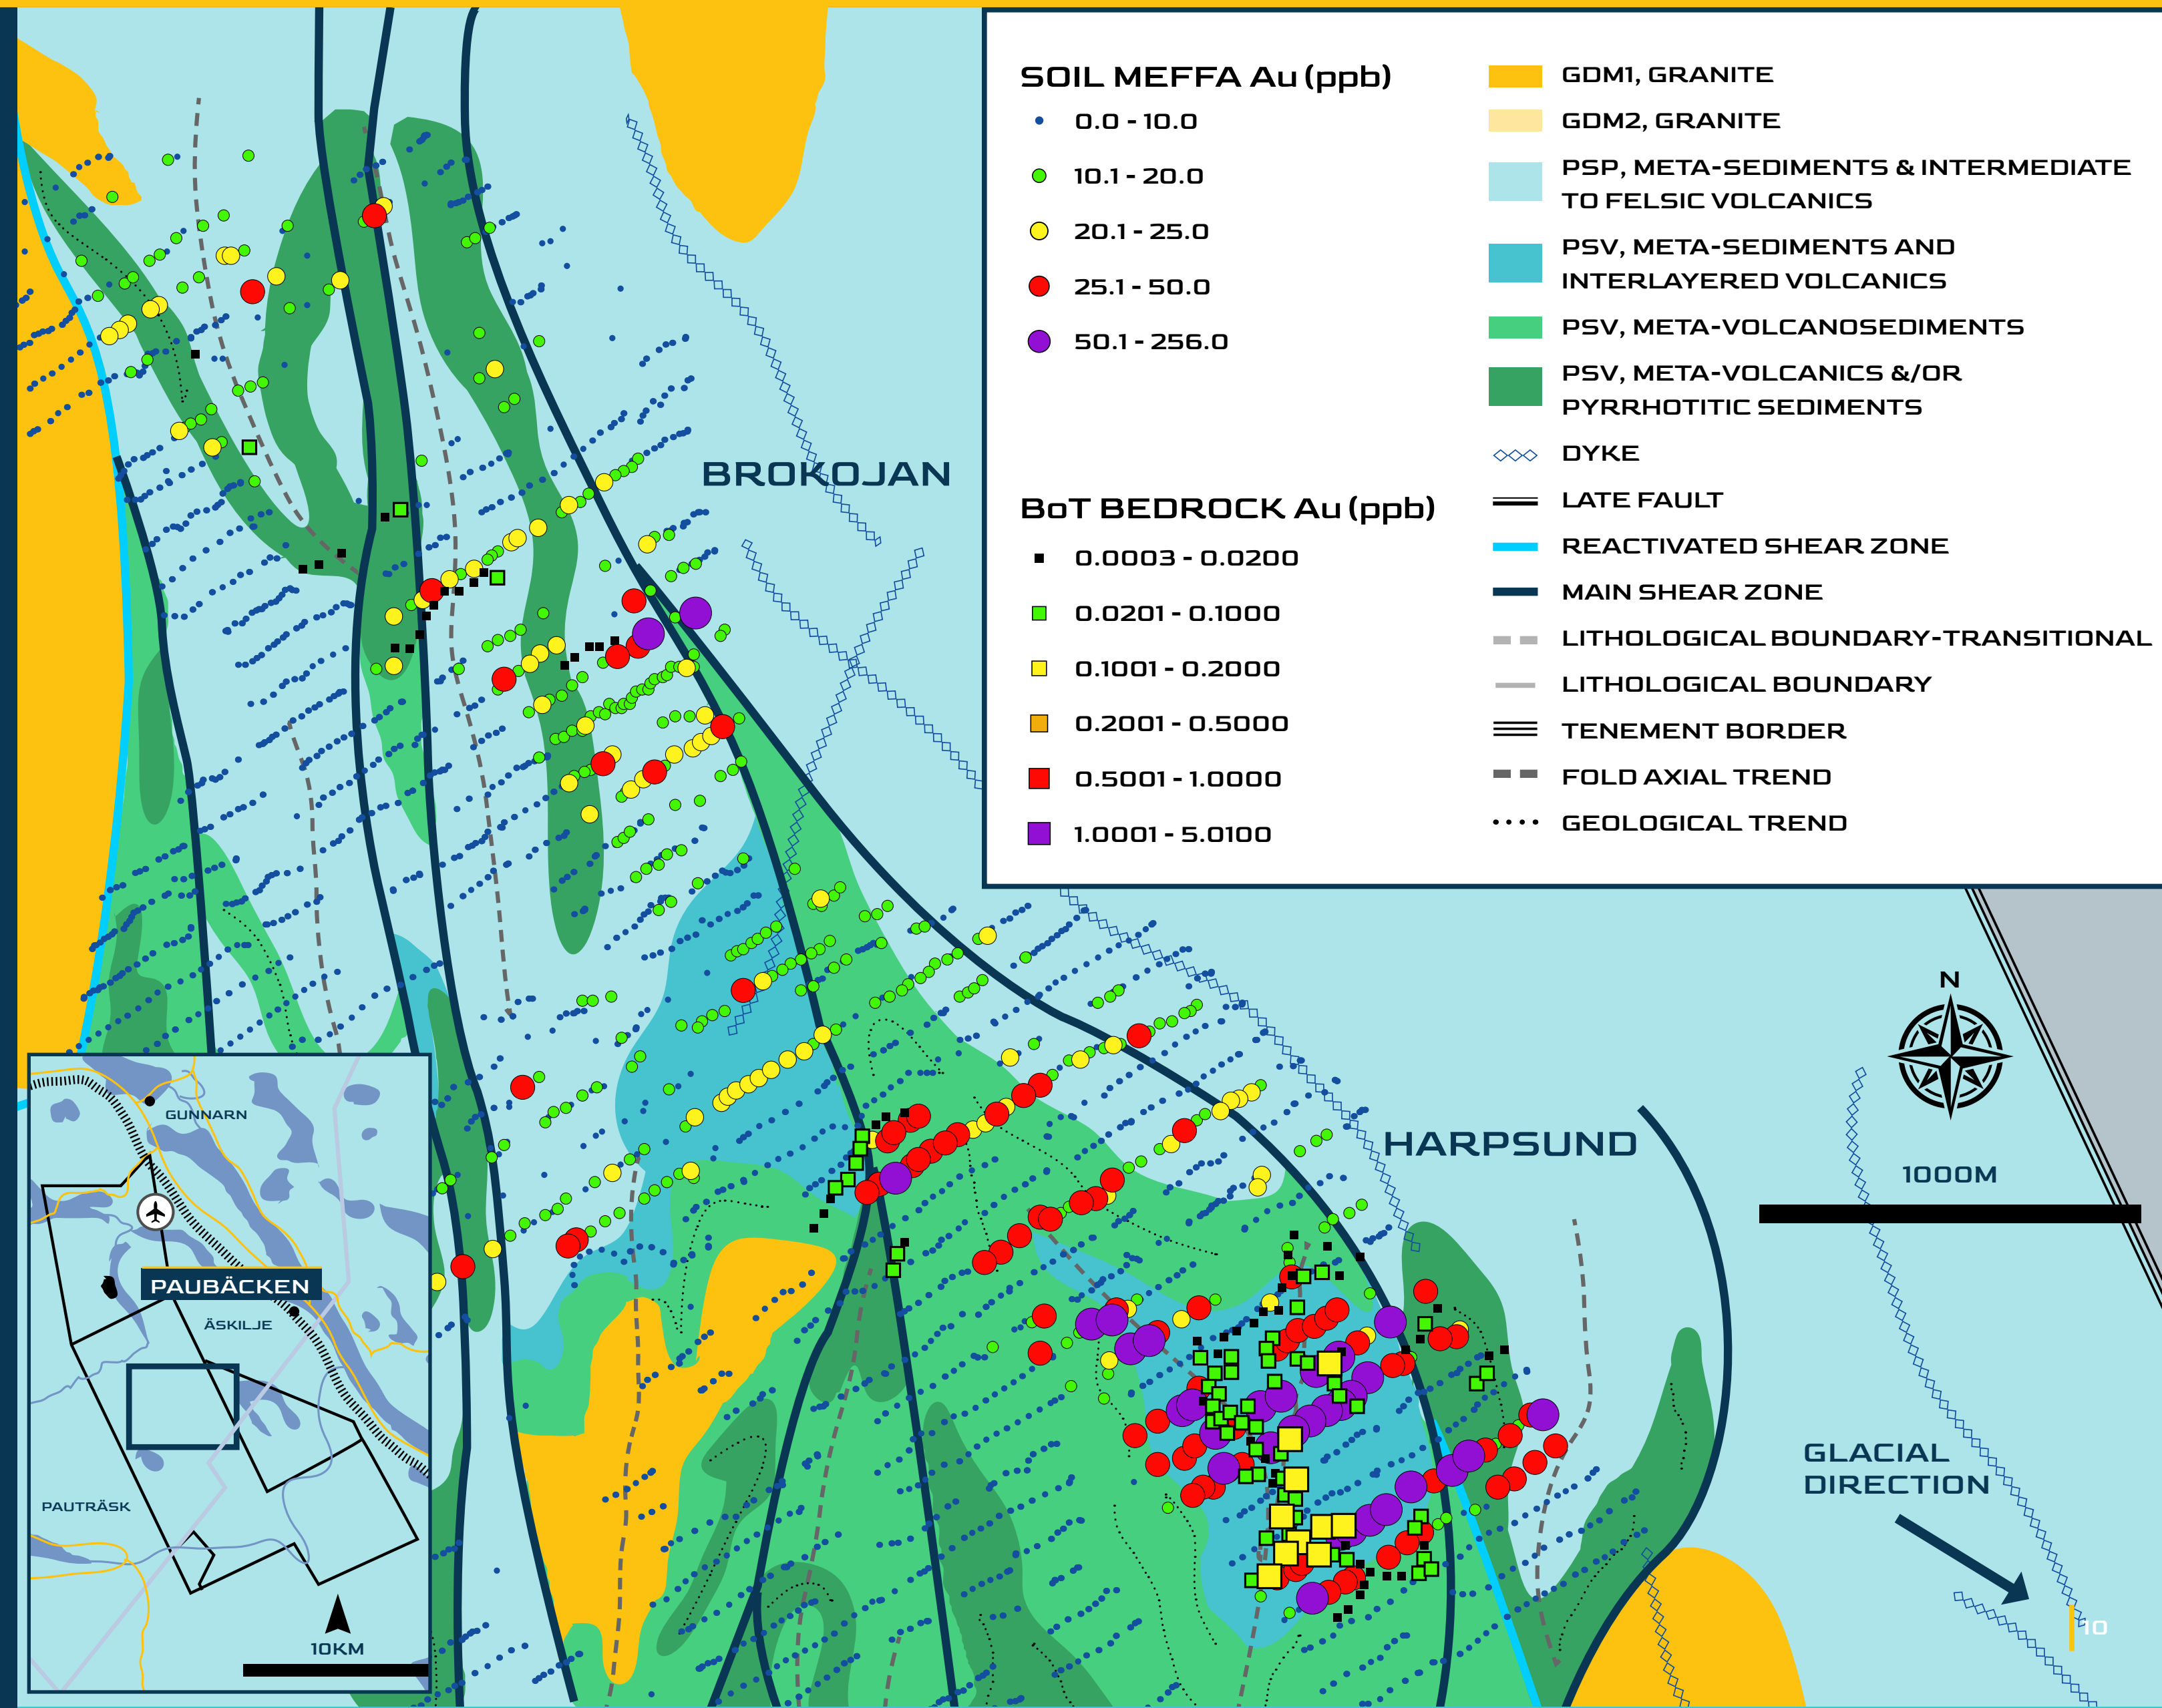 SOIL MEFFA Au (ppb)
0.0 - 10.0
10.1 - 20.0
20.1 - 25.0
25.1 - 50.0
50.1 - 256.0
BoT BEDROCK Au (ppb)
0.0003 - 0.0200
0.0201 - 0.1000
0.1001 - 0.2000
0.2001 - 0.5000
0.5001 - 1.0000
1.0001 - 5.0100
GDM1, GRANITE
GDM2, GRANITE
PSP, META-SEDIMENTS & INTERMEDIATE
TO FELSIC VOLCANICS
PSV, META-SEDIMENTS AND
INTERLAYERED VOLCANICS
PSV, META-VOLCANOSEDIMENTS
PSV, META-VOLCANICS &/OR
PYRRHOTITIC SEDIMENTS
DYKE
LATE FAULT
REACTIVATED SHEAR ZONE
MAIN SHEAR ZONE
LITHOLOGICAL BOUNDARY-TRANSITIONAL
LITHOLOGICAL BOUNDARY
TENEMENT BORDER
FOLD AXIAL TREND
GEOLOGICAL TREND
BROKOJAN
HARPSUND
N
1000M
GLACIAL
DIRECTION
GUNNARN
PAUBÄCKEN
ÄSKILJE
PAUTRÄSK
10KM
10